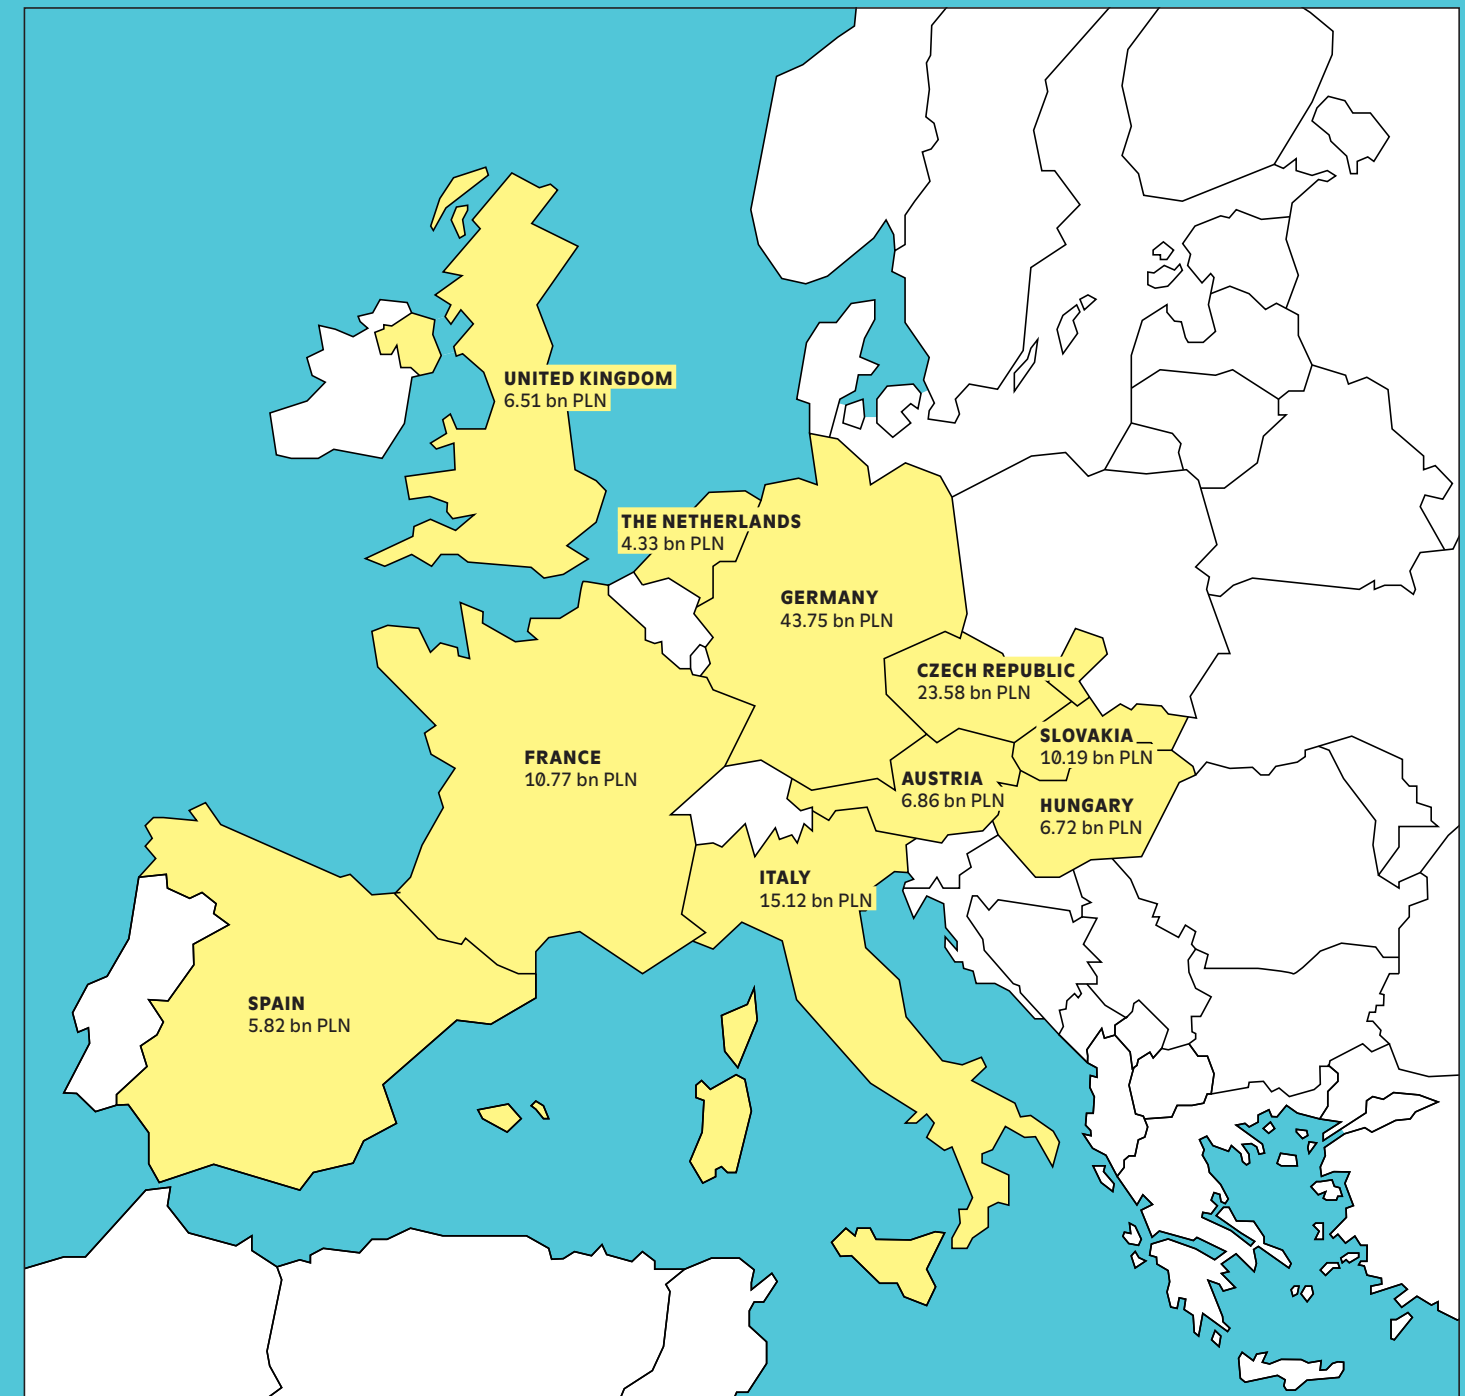 UNITED KINGDOM
6.51 bn PLN
THE NETHERLANDS
4.33 bn PLN
GERMANY
43.75 bn PLN
CZECH REPUBLIC
23.58 bn PLN
SLOVAKIA
10.19 bn PLN
FRANCE
10.77 bn PLN
AUSTRIA
6.86 bn PLN
HUNGARY
6.72 bn PLN
ITALY
15.12 bn PLN
SPAIN
5.82 bn PLN